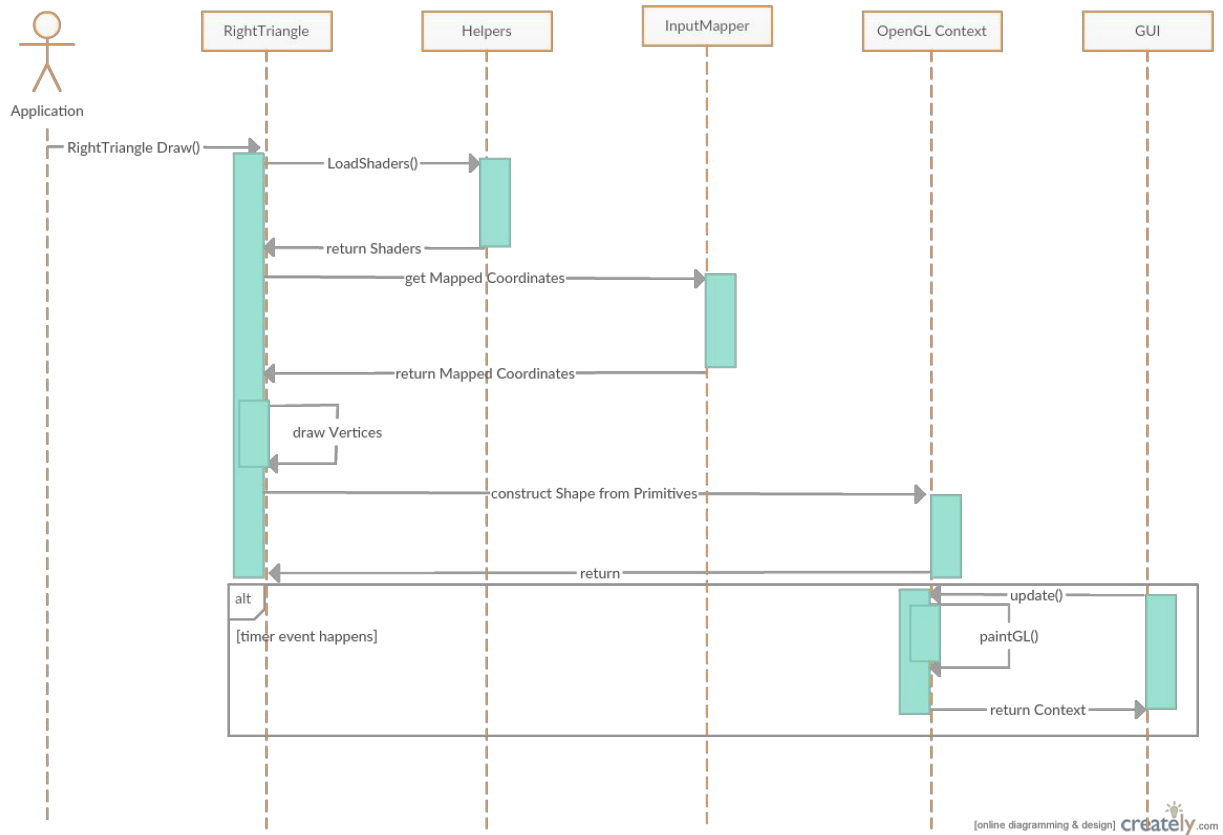 RightTriangle
Helpers
InputMapper
OpenGL Context
GUI
Application
RightTriangle Draw()
LoadShaders()
return Shaders
get Mapped Coordinates
return Mapped Coordinates
draw Vertices
construct Shape from Primitives
return
alt
update()
[timer event happens]
paintGL()
return Context
[online diagramming & design] creately.com